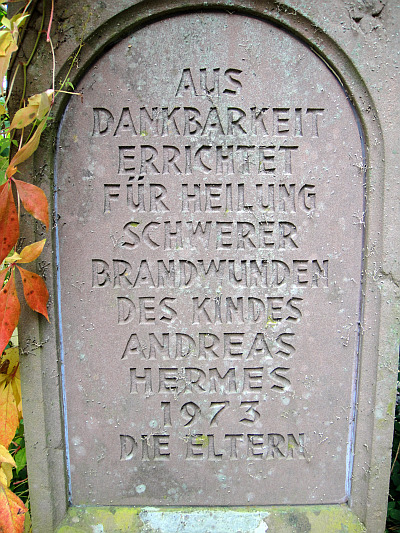 AUS
DANKBARKEIT
ERRICHTET
FÜR HEILUNG
SCHWERER
BRANDWUNDEN
DES KINDES
ANDREAS
HERMES
1973
DIE ELTERN